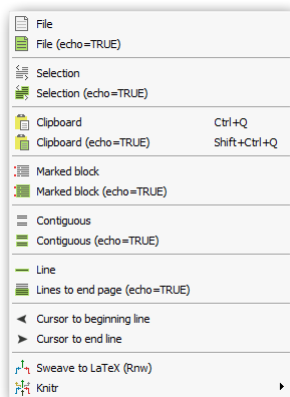 File
File (echo=TRUE)
Selection
Selection (echo=TRUE)
Clipboard Ctrl+Q
Clipboard (echo=TRUE) Shift+Ctrl+Q
Marked block
Marked block (echo=TRUE)
Contiguous
Contiguous (echo=TRUE)
Line
Lines to end page (echo=TRUE)
Cursor to beginning line
Cursor to end line
Sweave to LaTeX (Rnw)
Knitr